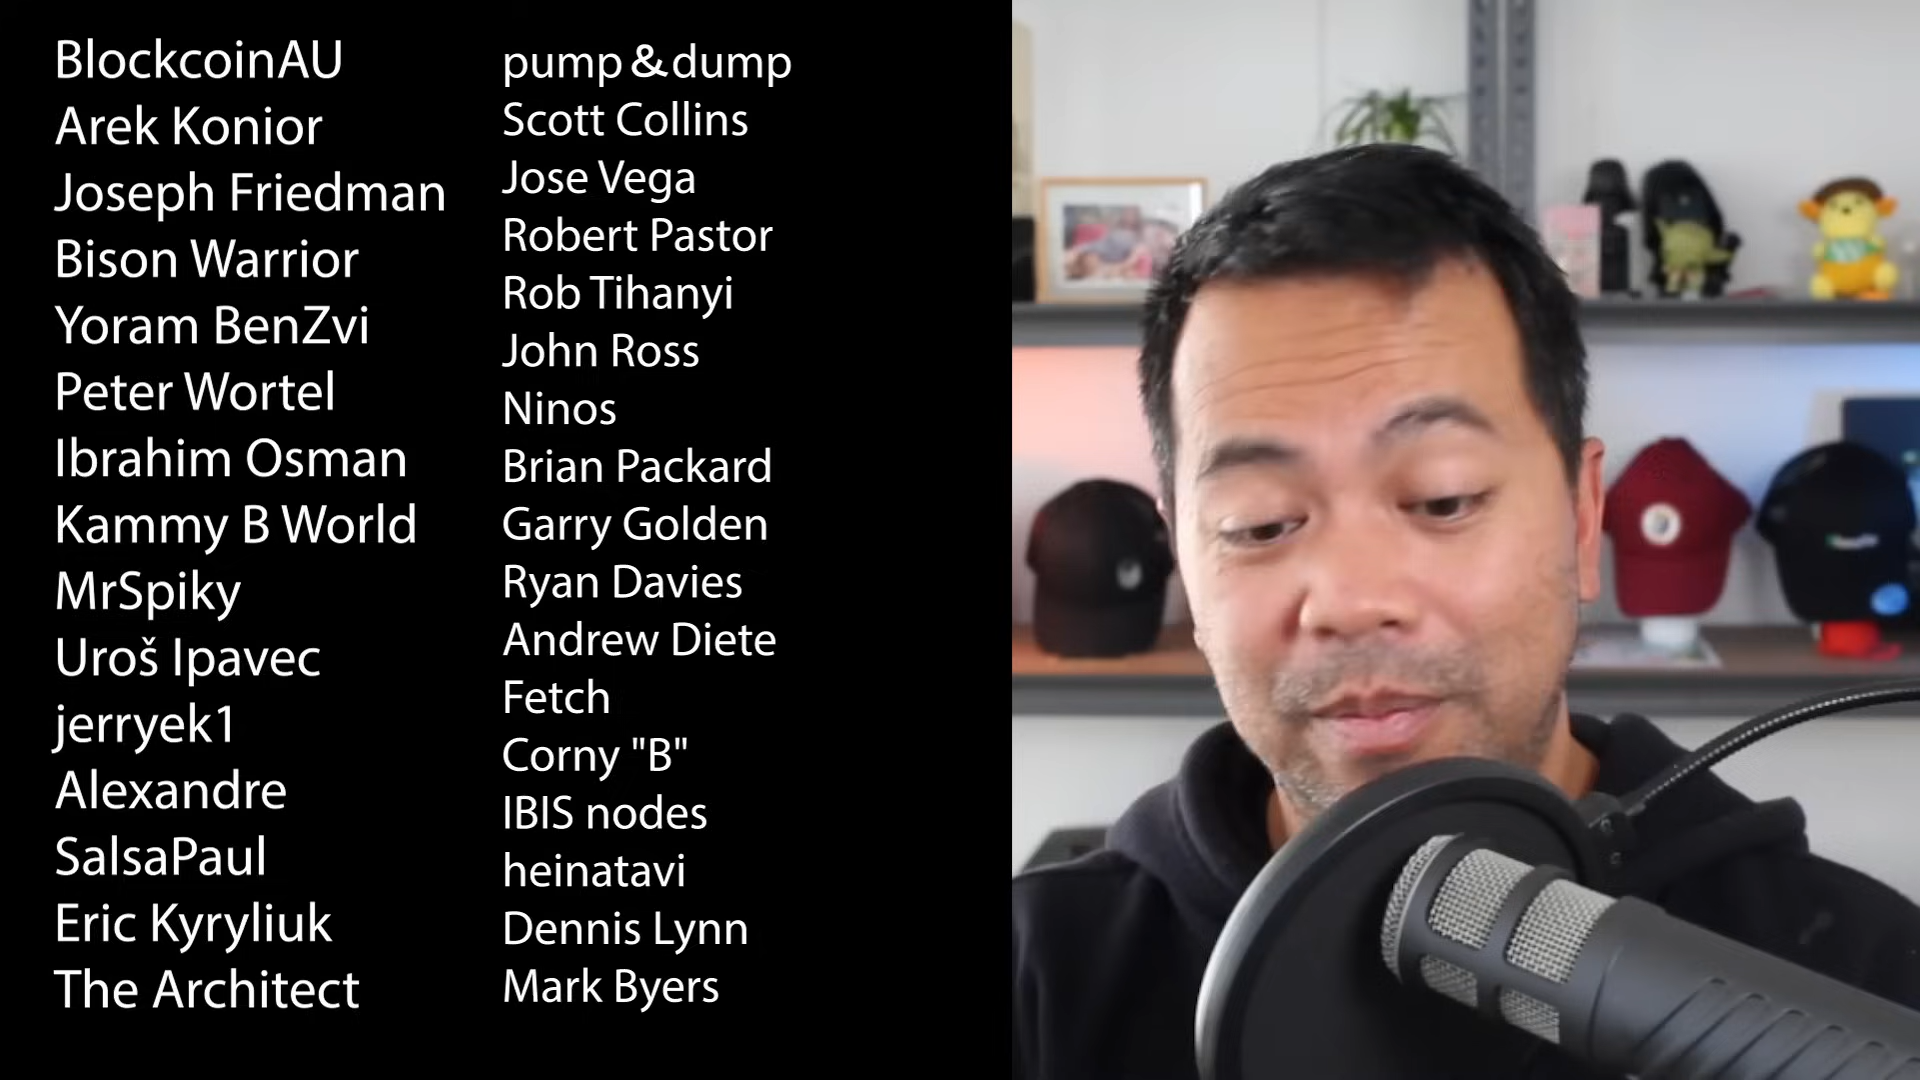 BlockcoinAU
Arek Konior
Joseph Friedman
Bison Warrior
Yoram BenZvi
Peter Wortel
Ibrahim Osman
Kammy B World
MrSpiky
Uroš Ipavec
jerryek1
Alexandre
SalsaPaul
Eric Kyryliuk
The Architect
pump&dump
Scott Collins
Jose Vega
Robert Pastor
Rob Tihanyi
John Ross
Ninos
Brian Packard
Garry Golden
Ryan Davies
Andrew Diete
Fetch
Corny "B"
IBIS nodes
heinatavi
Dennis Lynn
Mark Byers